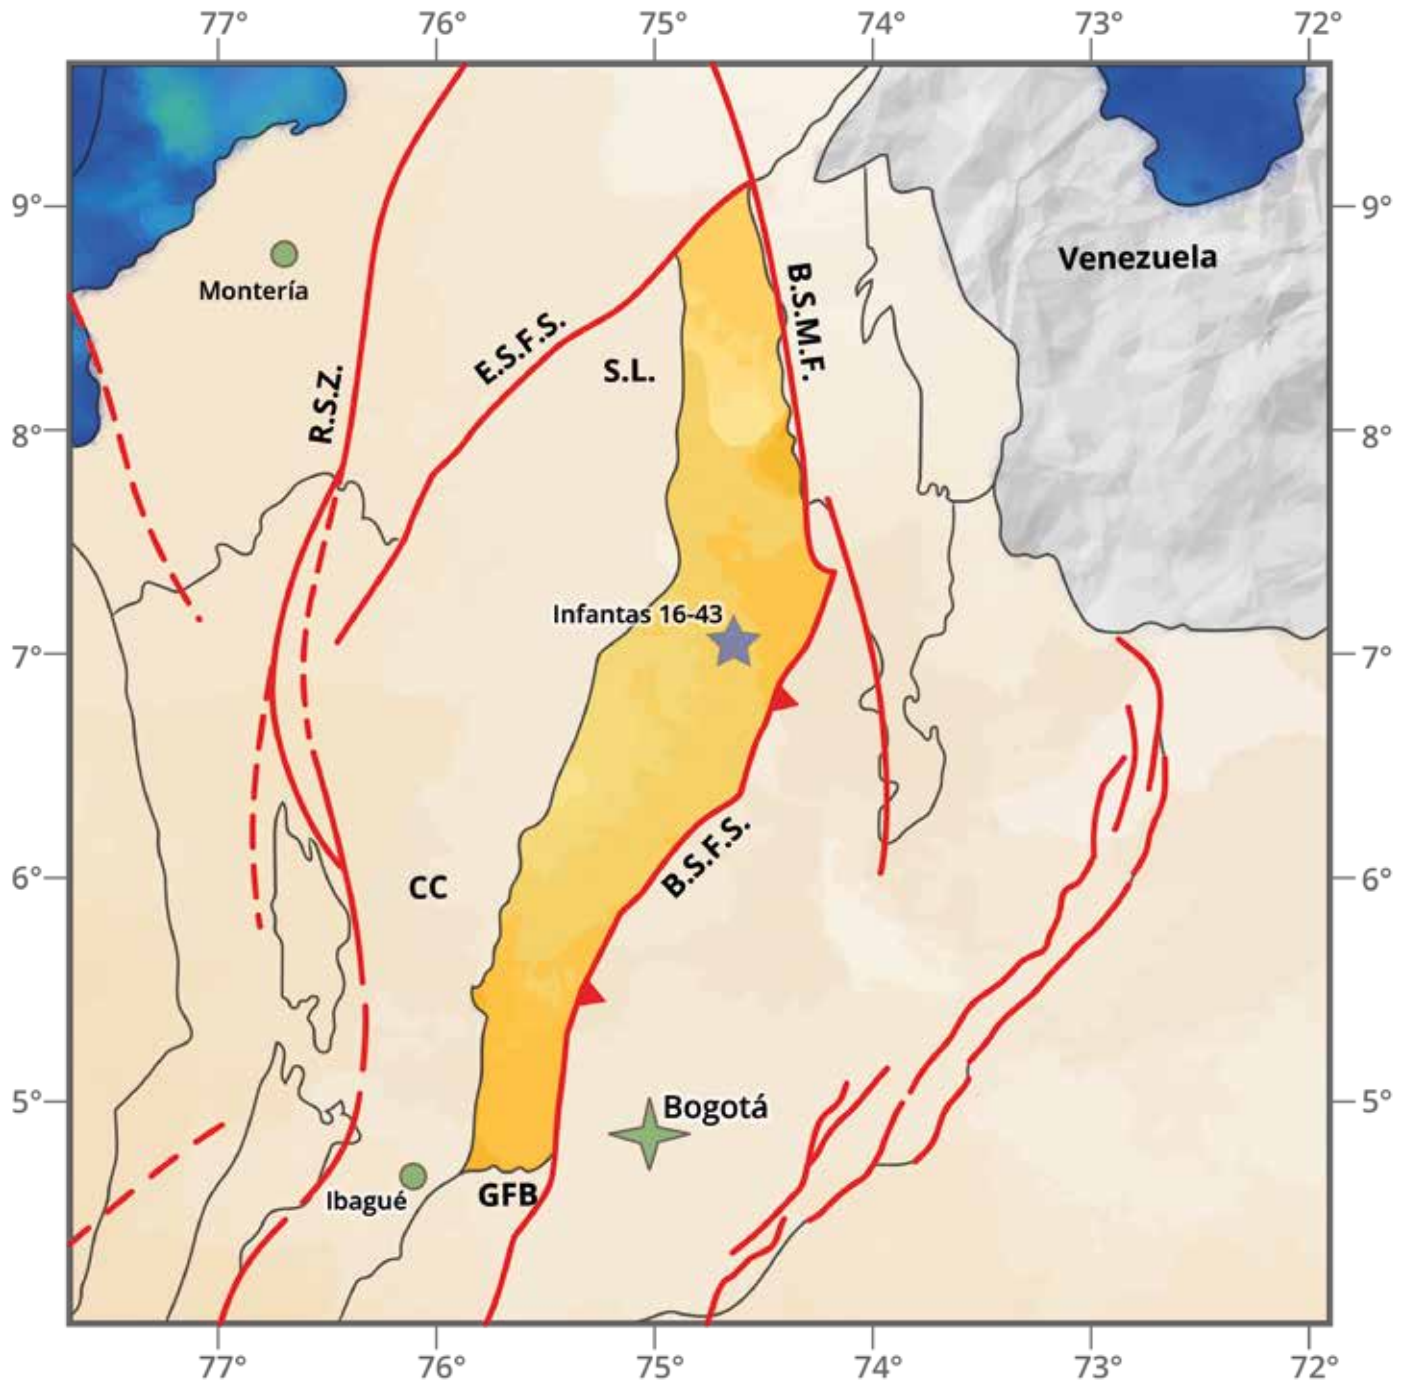 77° 76° 75° 74° 73° 72°
9° 9°
Venezuela
Montería
B.S.M.F.
E.S.F.S.
S.L.
R.S.Z.
8° 8°
Infantas 16-43
7° 7°
B.S.F.S.
6° 6°
CC
5° 5°
Bogotá
Ibagué
GFB
77° 76° 75° 74° 73° 72°